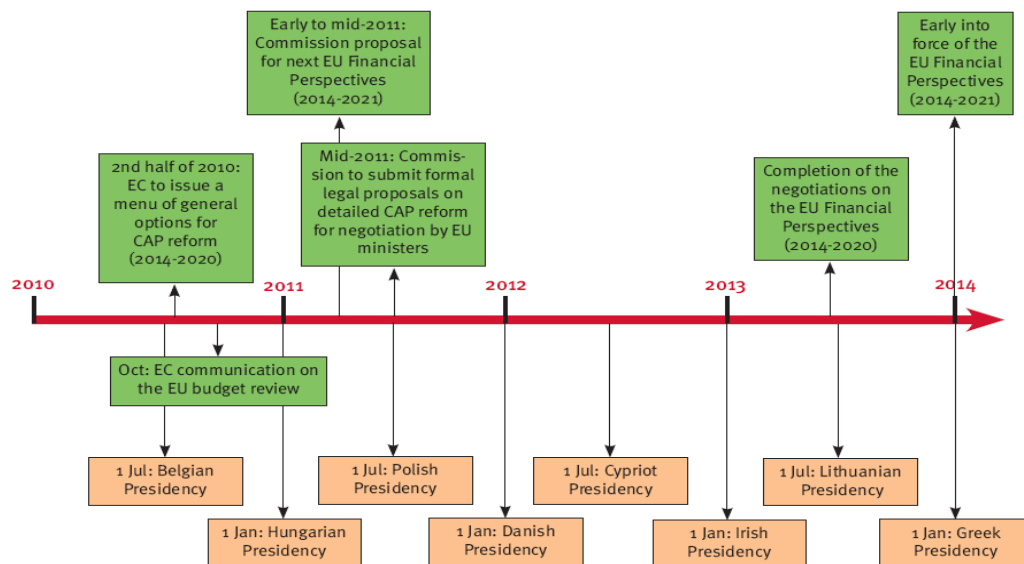 Early to mid-2011:
Commission proposal
for next EU Financial
Perspectives
(2014-2021)
Early into
force of the
EU Financial
Perspectives
(2014-2021)
2nd half of 2010:
EC to issue a
menu of general
options for
CAP reform
(2014-2020)
Mid-2011: Commis-
sion to submit formal
legal proposals on
detailed CAP reform
for negotiation by EU
ministers
Completion of the
negotiations on
the EU Financial
Perspectives
(2014-2020)
2010
2011
2012
2013
2014
Oct: EC communication on
the EU budget review
1 Jul: Belgian
Presidency
1 Jul: Polish
Presidency
1 Jul: Cypriot
Presidency
1 Jul: Lithuanian
Presidency
1 Jan: Hungarian
Presidency
1 Jan: Danish
Presidency
1 Jan: Irish
Presidency
1 Jan: Greek
Presidency